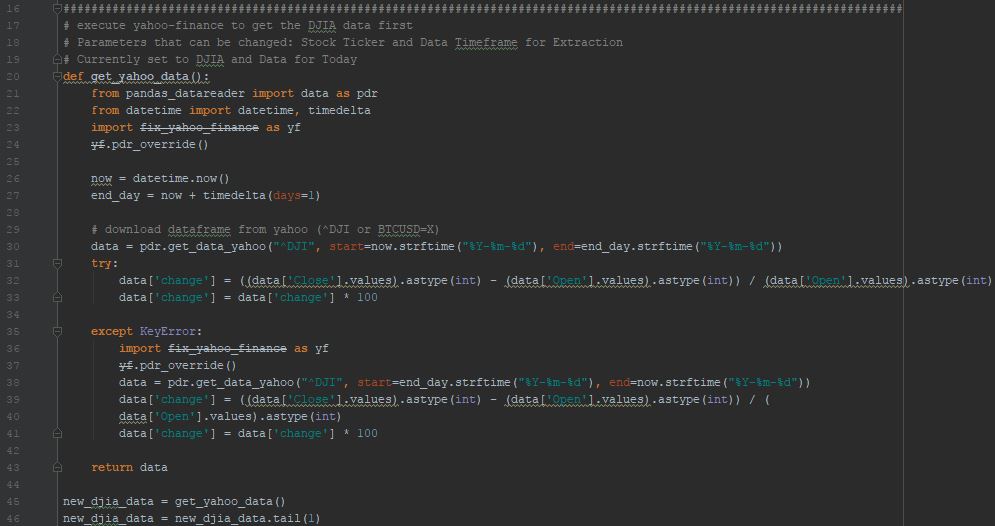 16 ########################################################################################################################
17 # execute yahoo-finance to get the DJIA data first
18 # Parameters that can be changed: Stock Ticker and Data Timeframe for Extraction
19 # Currently set to DJIA and Data for Today
20 def get_yahoo_data():
21     from pandas_datareader import data as pdr
22     from datetime import datetime, timedelta
23     import fix_yahoo_finance as yf
24     yf.pdr_override()
25
26     now = datetime.now()
27     end_day = now + timedelta(days=1)
28
29     # download dataframe from yahoo (^DJI or BTCUSD=X)
30     data = pdr.get_data_yahoo("^DJI", start=now.strftime("%Y-%m-%d"), end=end_day.strftime("%Y-%m-%d"))
31     try:
32         data['change'] = ((data['Close'].values).astype(int) - (data['Open'].values).astype(int)) / (data['Open'].values).astype(int)
33         data['change'] = data['change'] * 100
34
35     except KeyError:
36         import fix_yahoo_finance as yf
37         yf.pdr_override()
38         data = pdr.get_data_yahoo("^DJI", start=end_day.strftime("%Y-%m-%d"), end=now.strftime("%Y-%m-%d"))
39         data['change'] = ((data['Close'].values).astype(int) - (data['Open'].values).astype(int)) / (
40         data['Open'].values).astype(int)
41         data['change'] = data['change'] * 100
42
43     return data
44
45 new_djia_data = get_yahoo_data()
46 new_djia_data = new_djia_data.tail(1)